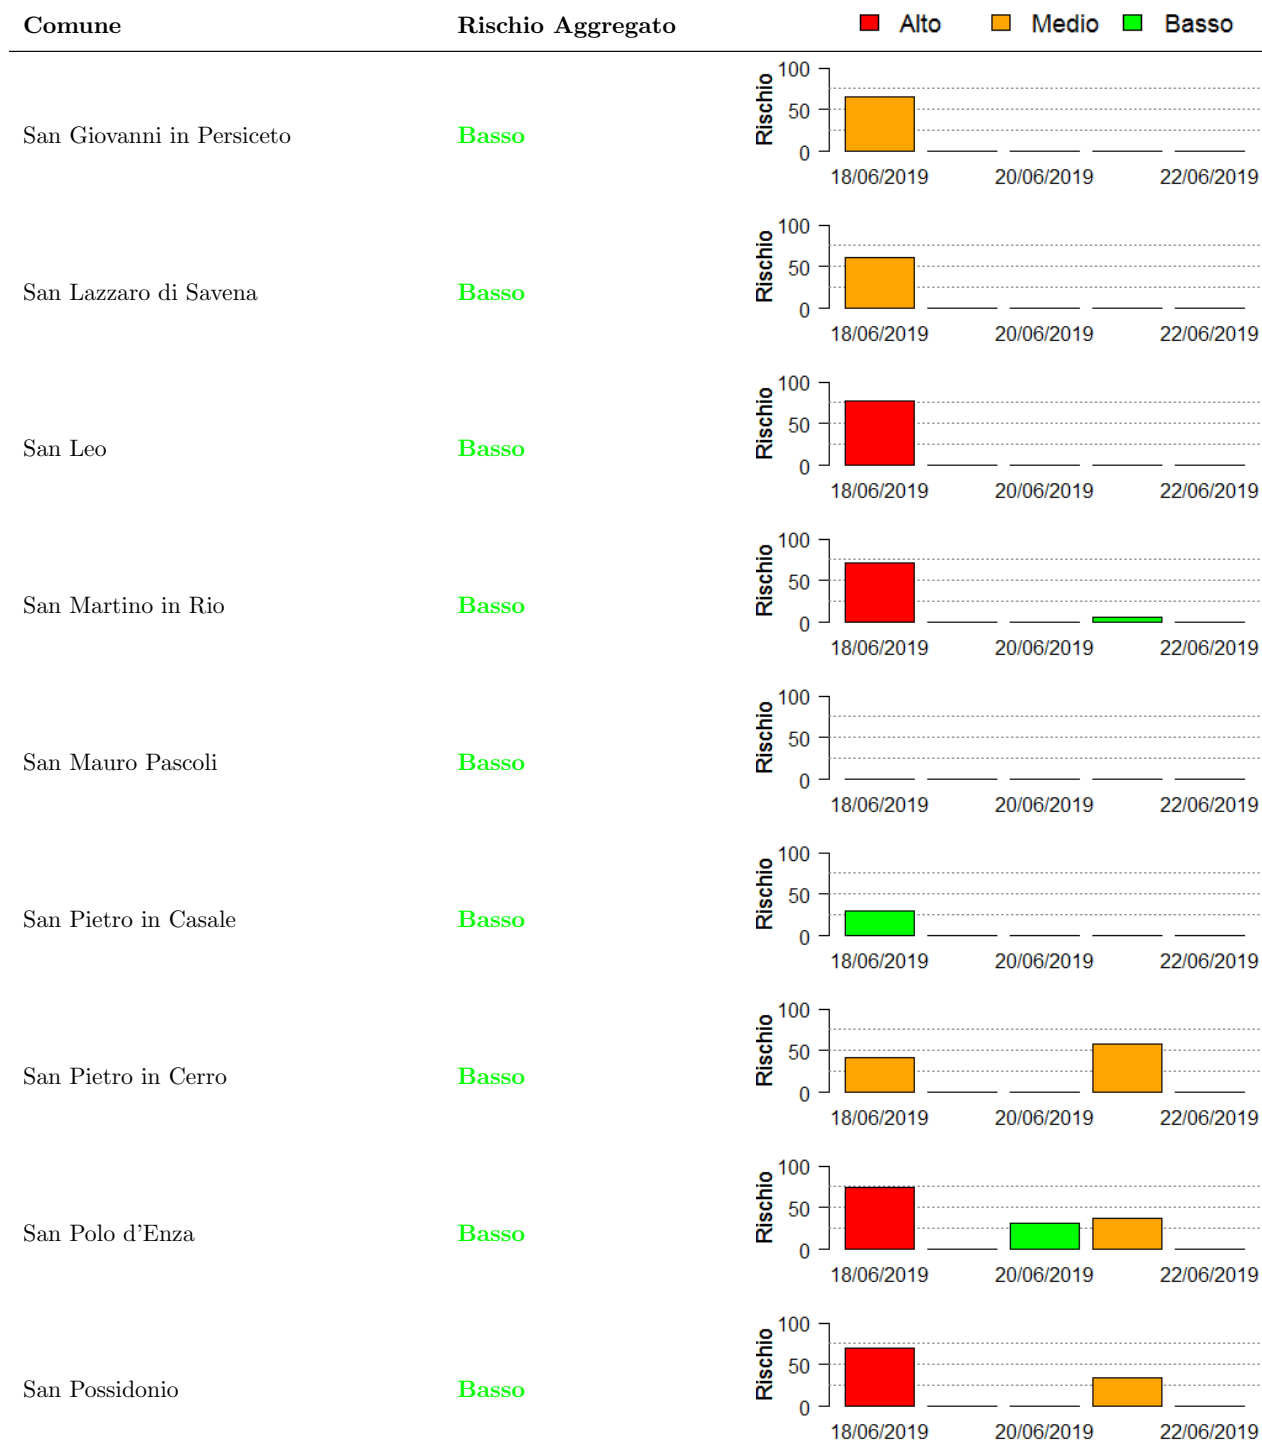 Comune Rischio Aggregato Alto Medio Basso
100
50
0
Rischio
San Giovanni in Persiceto Basso
18/06/2019 20/06/2019 22/06/2019
100
50
0
Rischio
San Lazzaro di Savena Basso
18/06/2019 20/06/2019 22/06/2019
100
50
0
Rischio
San Leo Basso
18/06/2019 20/06/2019 22/06/2019
100
50
0
Rischio
San Martino in Rio Basso
18/06/2019 20/06/2019 22/06/2019
100
50
0
Rischio
San Mauro Pascoli Basso
18/06/2019 20/06/2019 22/06/2019
100
50
0
Rischio
San Pietro in Casale Basso
18/06/2019 20/06/2019 22/06/2019
100
50
0
Rischio
San Pietro in Cerro Basso
18/06/2019 20/06/2019 22/06/2019
100
50
0
Rischio
San Polo d'Enza Basso
18/06/2019 20/06/2019 22/06/2019
100
50
0
Rischio
San Possidonio Basso
18/06/2019 20/06/2019 22/06/2019